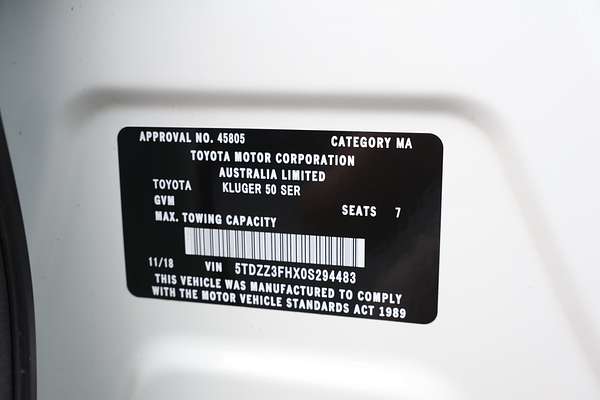 APPROVAL NO. 45805 CATEGORY MA
TOYOTA MOTOR CORPORATION
AUSTRALIA LIMITED
TOYOTA KLUGER 50 SER
GVM SEATS 7
MAX. TOWING CAPACITY
11/18 VIN 5TDZZ3FHX0S294483
THIS VEHICLE WAS MANUFACTURED TO COMPLY
WITH THE MOTOR VEHICLE STANDARDS ACT 1989